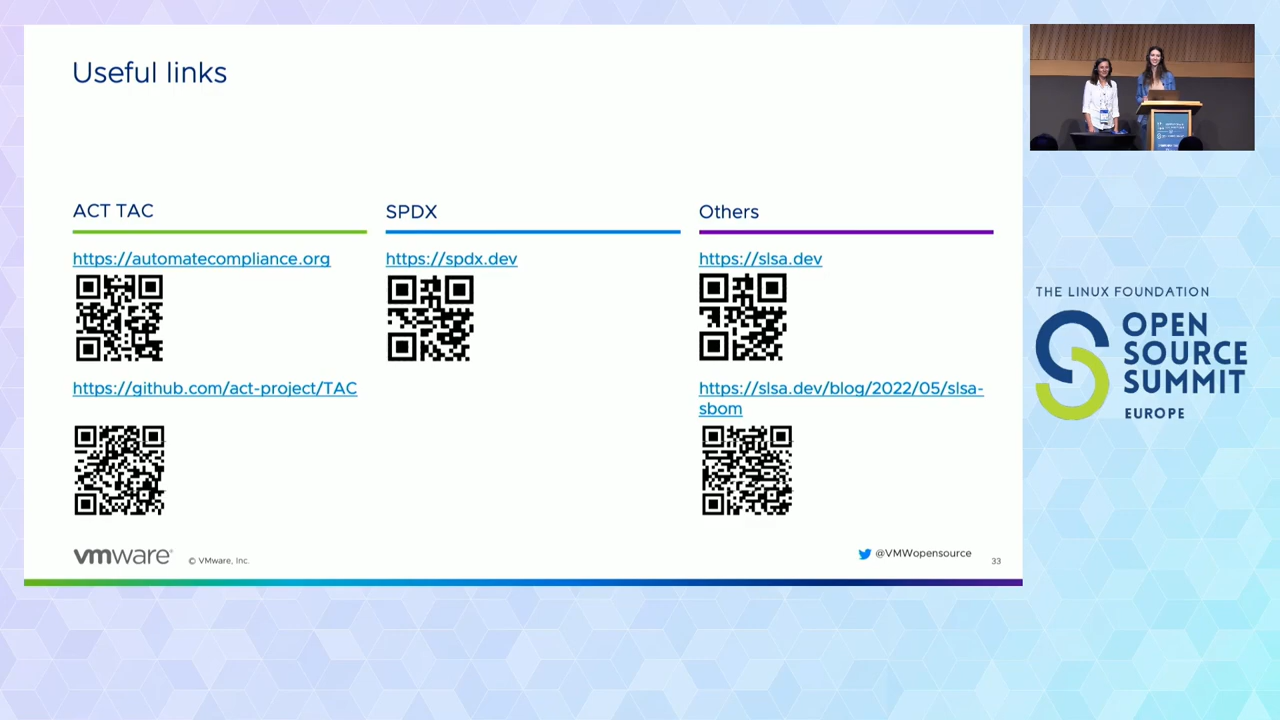 Useful links
ACT TAC
https://automatecompliance.org
https://github.com/act-project/TAC
SPDX
https://spdx.dev
Others
https://slsa.dev
https://slsa.dev/blog/2022/05/slsa-
sbom
vmware®
© VMware, Inc.
@VMWopensource
33
THE LINUX FOUNDATION
OPEN
SOURCE
SUMMIT
EUROPE